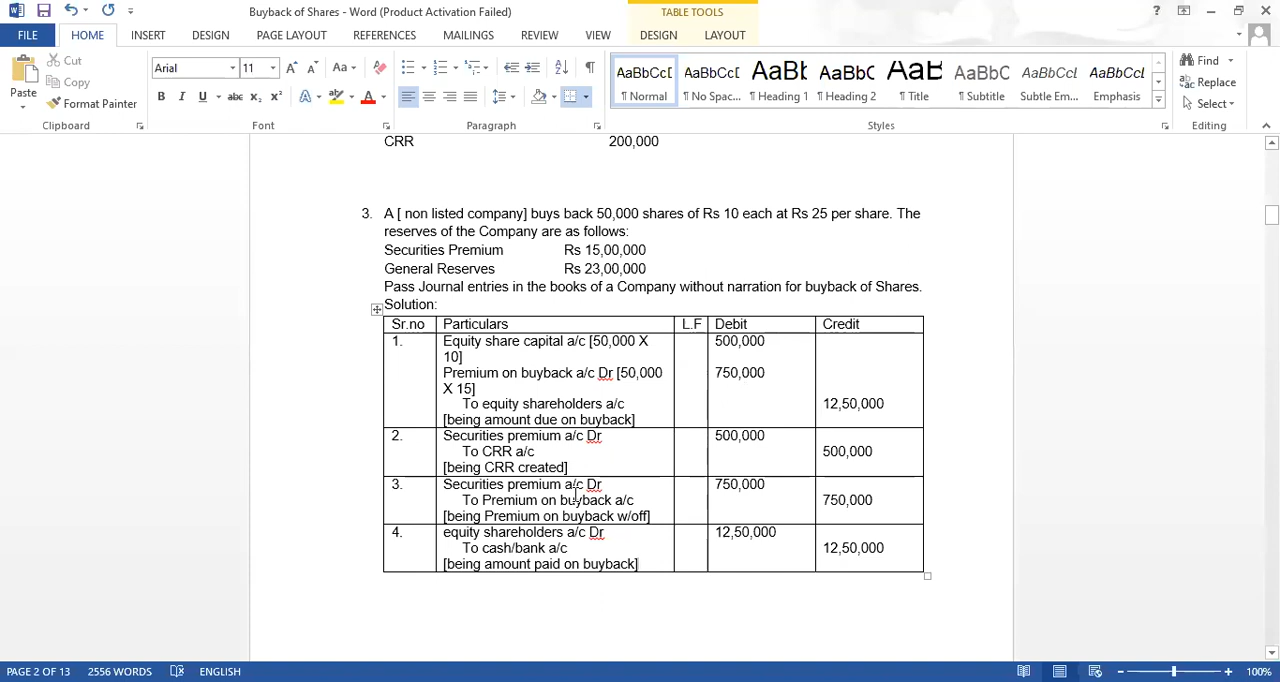 Buyback of Shares - Word (Product Activation Failed)
TABLE TOOLS
FILE HOME INSERT DESIGN PAGE LAYOUT REFERENCES MAILINGS REVIEW VIEW DESIGN LAYOUT
Cut
Copy
Format Painter
Paste
Clipboard
Arial 11
Font
Paragraph
AaBbCcD AaBbCcD AaBb AaBbC AaB AaBbC AaBbCcL AaBbCcL
¶ Normal ¶ No Spac... ¶ Heading 1 ¶ Heading 2 ¶ Title ¶ Subtitle Subtle Em... Emphasis
Styles
Find
Replace
Select
Editing
CRR 200,000
3. A [ non listed company] buys back 50,000 shares of Rs 10 each at Rs 25 per share. The
reserves of the Company are as follows:
Securities Premium Rs 15,00,000
General Reserves Rs 23,00,000
Pass Journal entries in the books of a Company without narration for buyback of Shares.
Solution:
Sr.no Particulars L.F Debit Credit
1. Equity share capital a/c [50,000 X 500,000
10]
Premium on buyback a/c Dr [50,000 750,000
X 15]
To equity shareholders a/c 12,50,000
[being amount due on buyback]
2. Securities premium a/c Dr 500,000
To CRR a/c 500,000
[being CRR created]
3. Securities premium a/c Dr 750,000
To Premium on buyback a/c 750,000
[being Premium on buyback w/off]
4. equity shareholders a/c Dr 12,50,000
To cash/bank a/c 12,50,000
[being amount paid on buyback]
PAGE 2 OF 13 2556 WORDS ENGLISH 100%